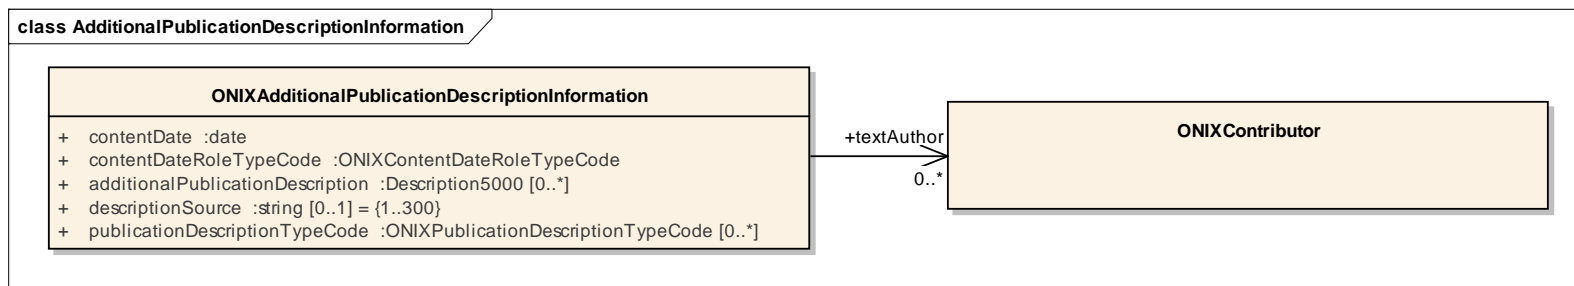 class AdditionalPublicationDescriptionInformation
ONIXAdditionalPublicationDescriptionInformation
+ contentDate :date
+ contentDateRoleTypeCode :ONIXContentDateRoleTypeCode
+ additionalPublicationDescription :Description5000 [0..*]
+ descriptionSource :string [0..1] = {1..300}
+ publicationDescriptionTypeCode :ONIXPublicationDescriptionTypeCode [0..*]
+textAuthor
0..*
ONIXContributor